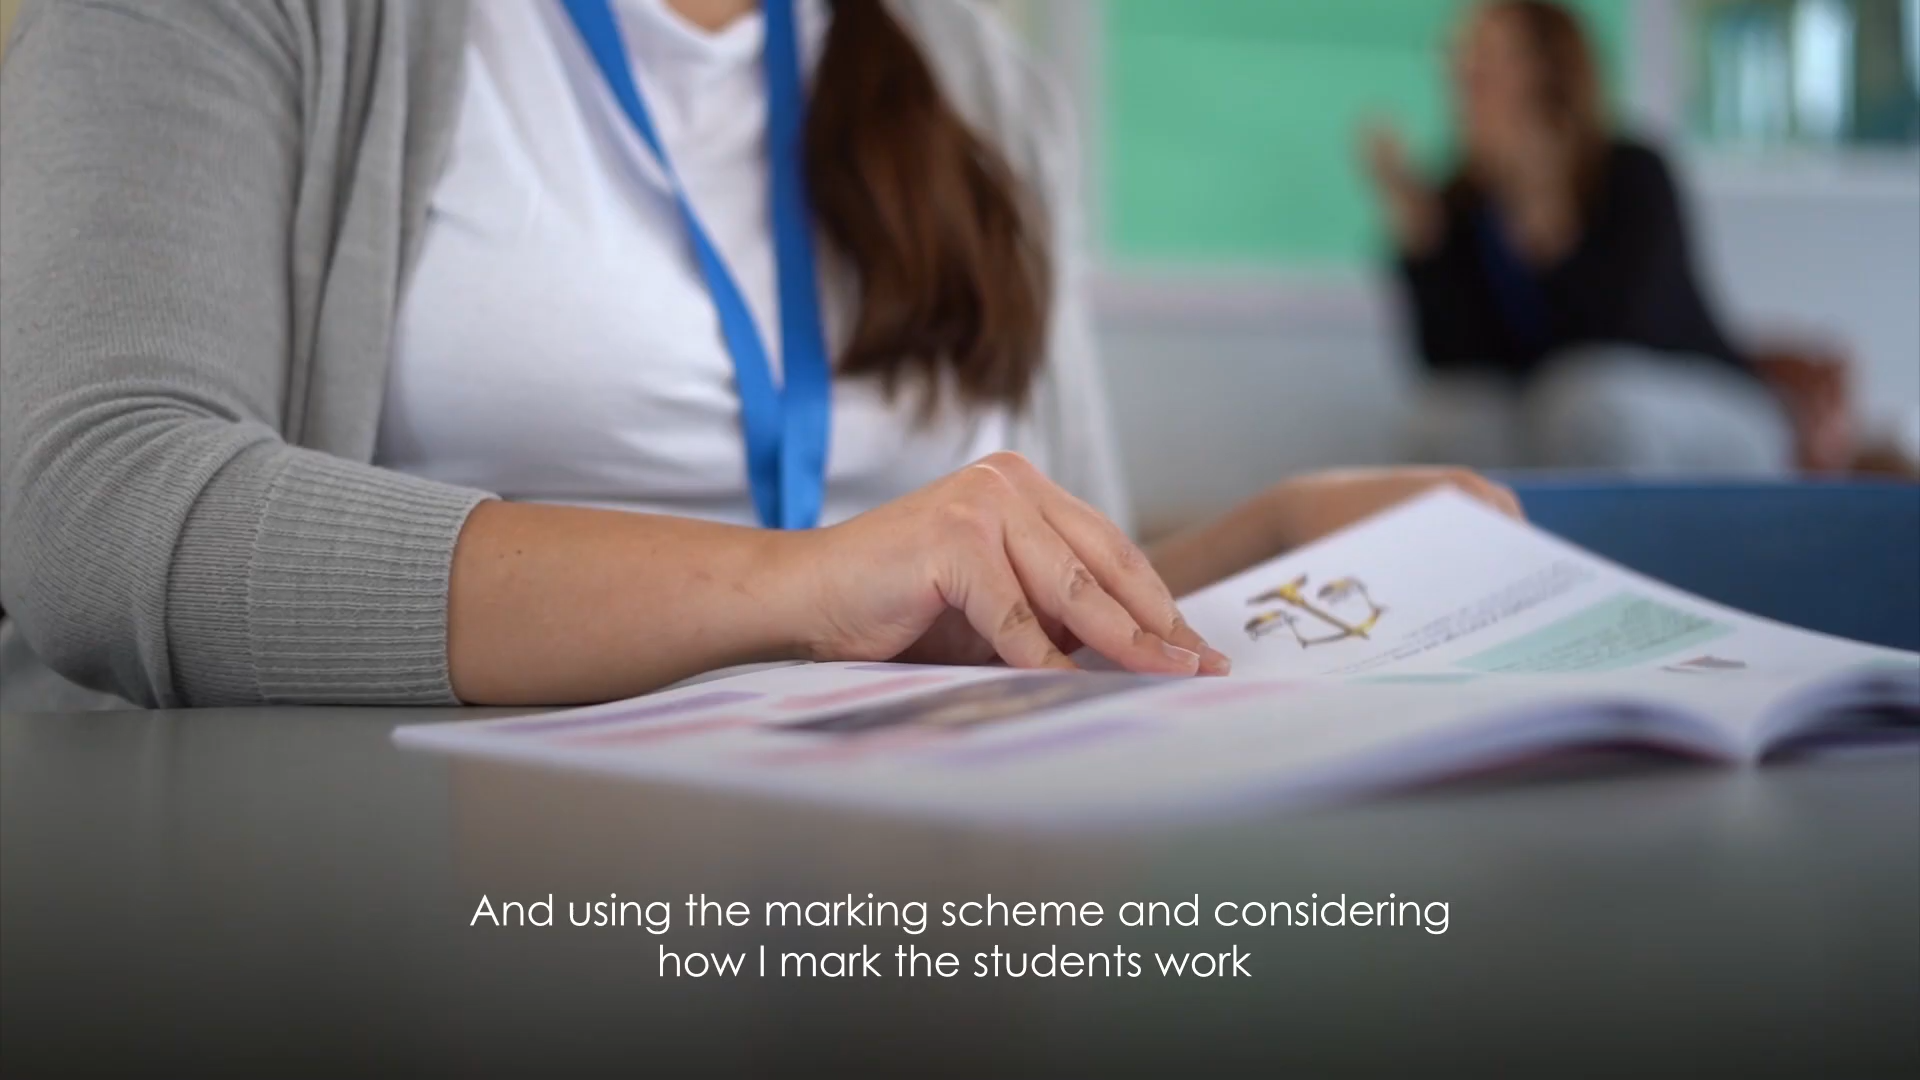 And using the marking scheme and considering
how I mark the students work